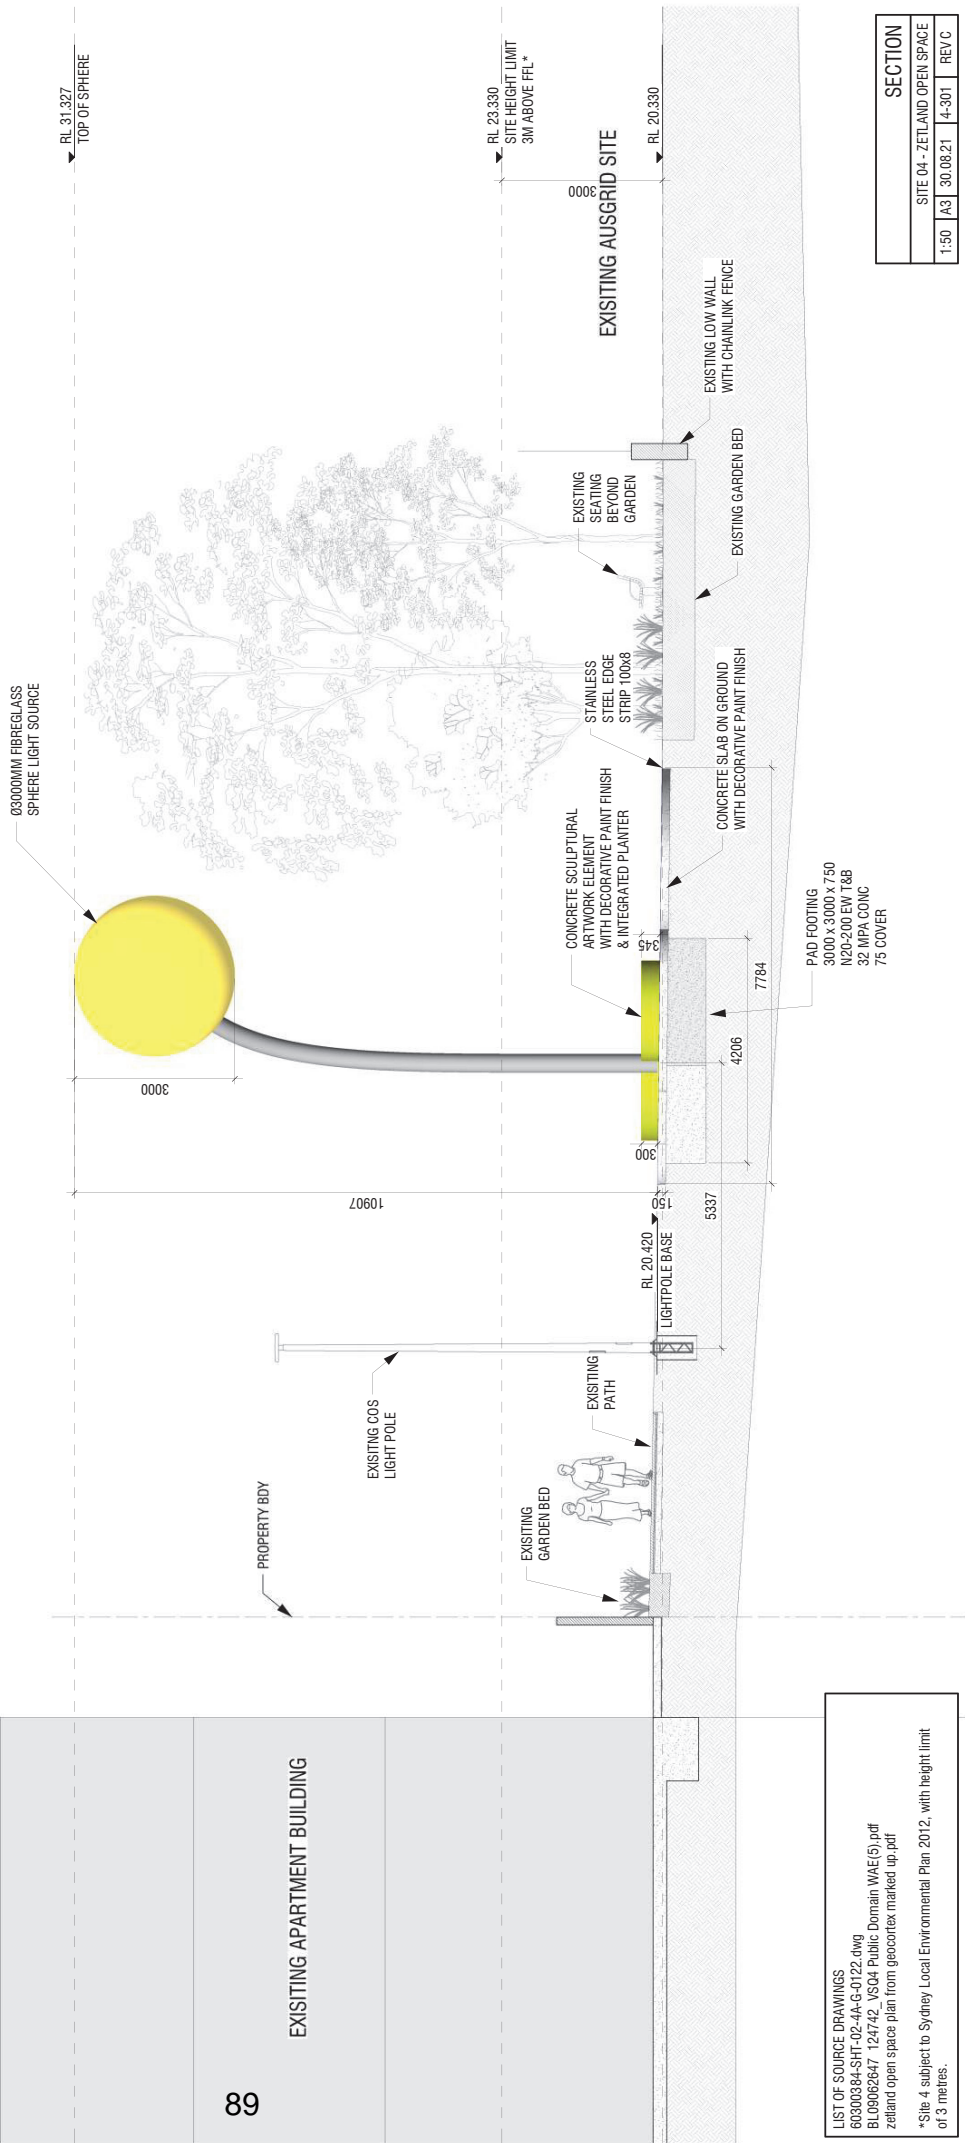 Ø3000MM FIBREGLASS
SPHERE LIGHT SOURCE
RL 31.327
TOP OF SPHERE
RL 23.330
SITE HEIGHT LIMIT
3M ABOVE FFL*
3000
RL 20.330
EXISITING AUSGRID SITE
EXISITING APARTMENT BUILDING
PROPERTY BDY
EXISITNG COS
LIGHT POLE
EXISITING
GARDEN BED
EXISITING
PATH
RL 20.420
LIGHTPOLE BASE
10907
150
3000
300
345
CONCRETE SCULPTURAL
ARTWORK ELEMENT
WITH DECORATIVE PAINT FINISH
& INTEGRATED PLANTER
STAINLESS
STEEL EDGE
STRIP 100x8
EXISTING
SEATING
BEYOND
GARDEN
EXISTING LOW WALL
WITH CHAINLINK FENCE
EXISTING GARDEN BED
CONCRETE SLAB ON GROUND
WITH DECORATIVE PAINT FINISH
5337
4206
7784
PAD FOOTING
3000 x 3000 x 750
N20-200 EW T&B
32 MPA CONC
75 COVER
LIST OF SOURCE DRAWINGS
60300384-SHT-02-4A-G-0122.dwg
BL09062647 124742_VSQ4 Public Domain WAE(5).pdf
zetland open space plan from geocortex marked up.pdf
*Site 4 subject to Sydney Local Environmental Plan 2012, with height limit
of 3 metres.
SECTION
SITE 04 - ZETLAND OPEN SPACE
1:50 A3 30.08.21 4-301 REV C
89